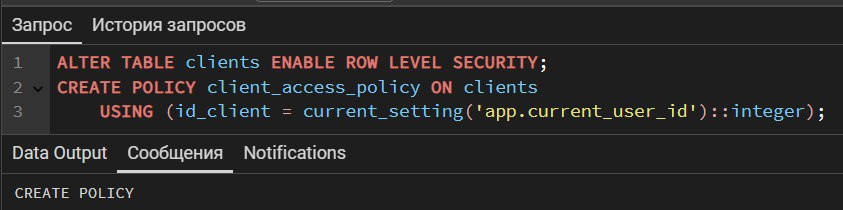 Запрос История запросов
1 ALTER TABLE clients ENABLE ROW LEVEL SECURITY;
2 CREATE POLICY client_access_policy ON clients
3 USING (id_client = current_setting('app.current_user_id')::integer);
Data Output Сообщения Notifications
CREATE POLICY